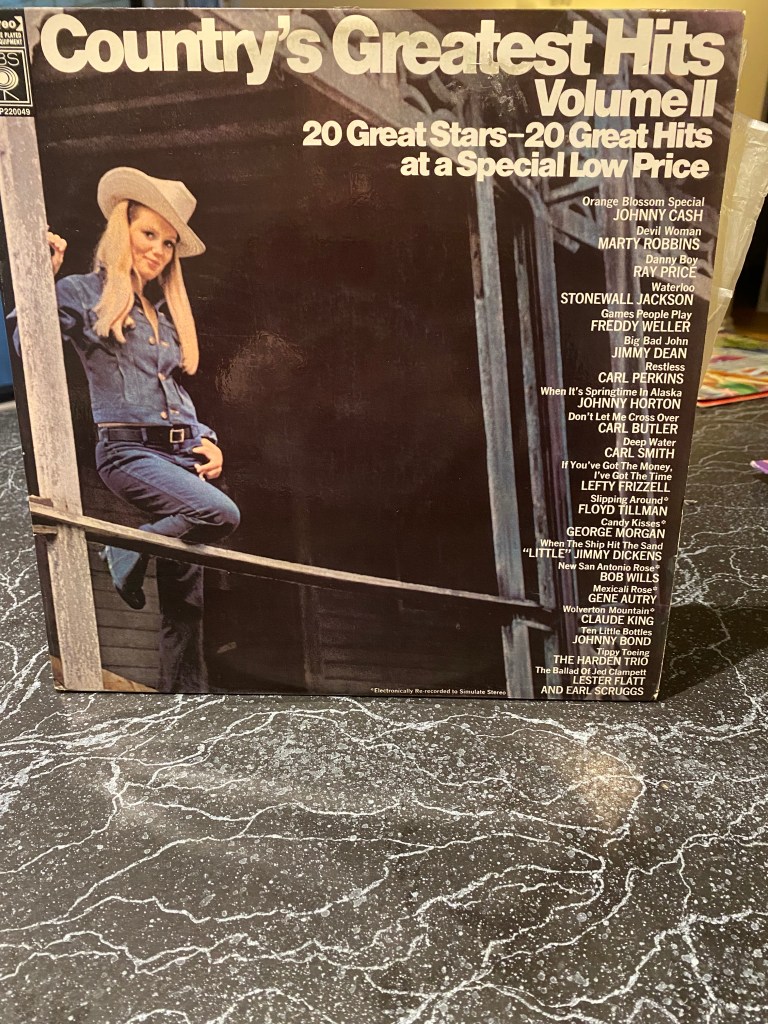 Country's Greatest Hits
Volume II
20 Great Stars–20 Great Hits
at a Special Low Price
PLAYED
EQUIPMENT
P220049
Orange Blossom Special
JOHNNY CASH
Devil Woman
MARTY ROBBINS
Danny Boy
RAY PRICE
Waterloo
STONEWALL JACKSON
Games People Play
FREDDY WELLER
Big Bad John
JIMMY DEAN
Restless
CARL PERKINS
When It's Springtime In Alaska
JOHNNY HORTON
Don't Let Me Cross Over
CARL BUTLER
Deep Water
CARL SMITH
If You've Got The Money,
I've Got The Time
LEFTY FRIZZELL
Slipping Around*
FLOYD TILLMAN
Candy Kisses*
GEORGE MORGAN
When The Ship Hit The Sand
"LITTLE" JIMMY DICKENS
New San Antonio Rose*
BOB WILLS
Mexicali Rose*
GENE AUTRY
Wolverton Mountain*
CLAUDE KING
Ten Little Bottles
JOHNNY BOND
Tippy Toeing
THE HARDEN TRIO
The Ballad Of Jed Clampett
LESTER FLATT
AND EARL SCRUGGS
*Electronically Re-recorded to Simulate Stereo